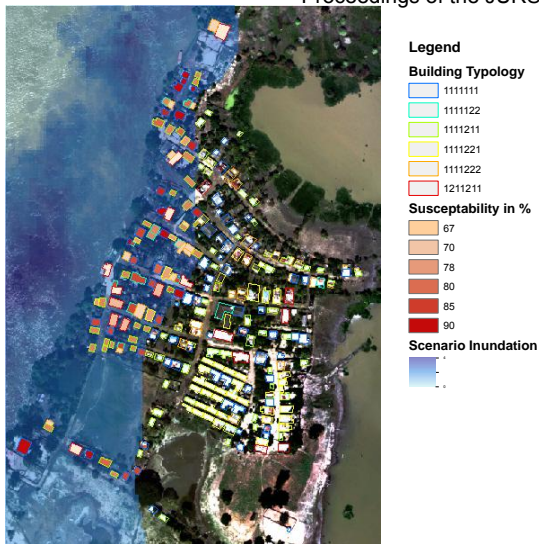 Proceedings of the JURS
Legend
Building Typology
1111111
1111122
1111211
1111221
1111222
1211211
Susceptability in %
67
70
78
80
85
90
Scenario Inundation